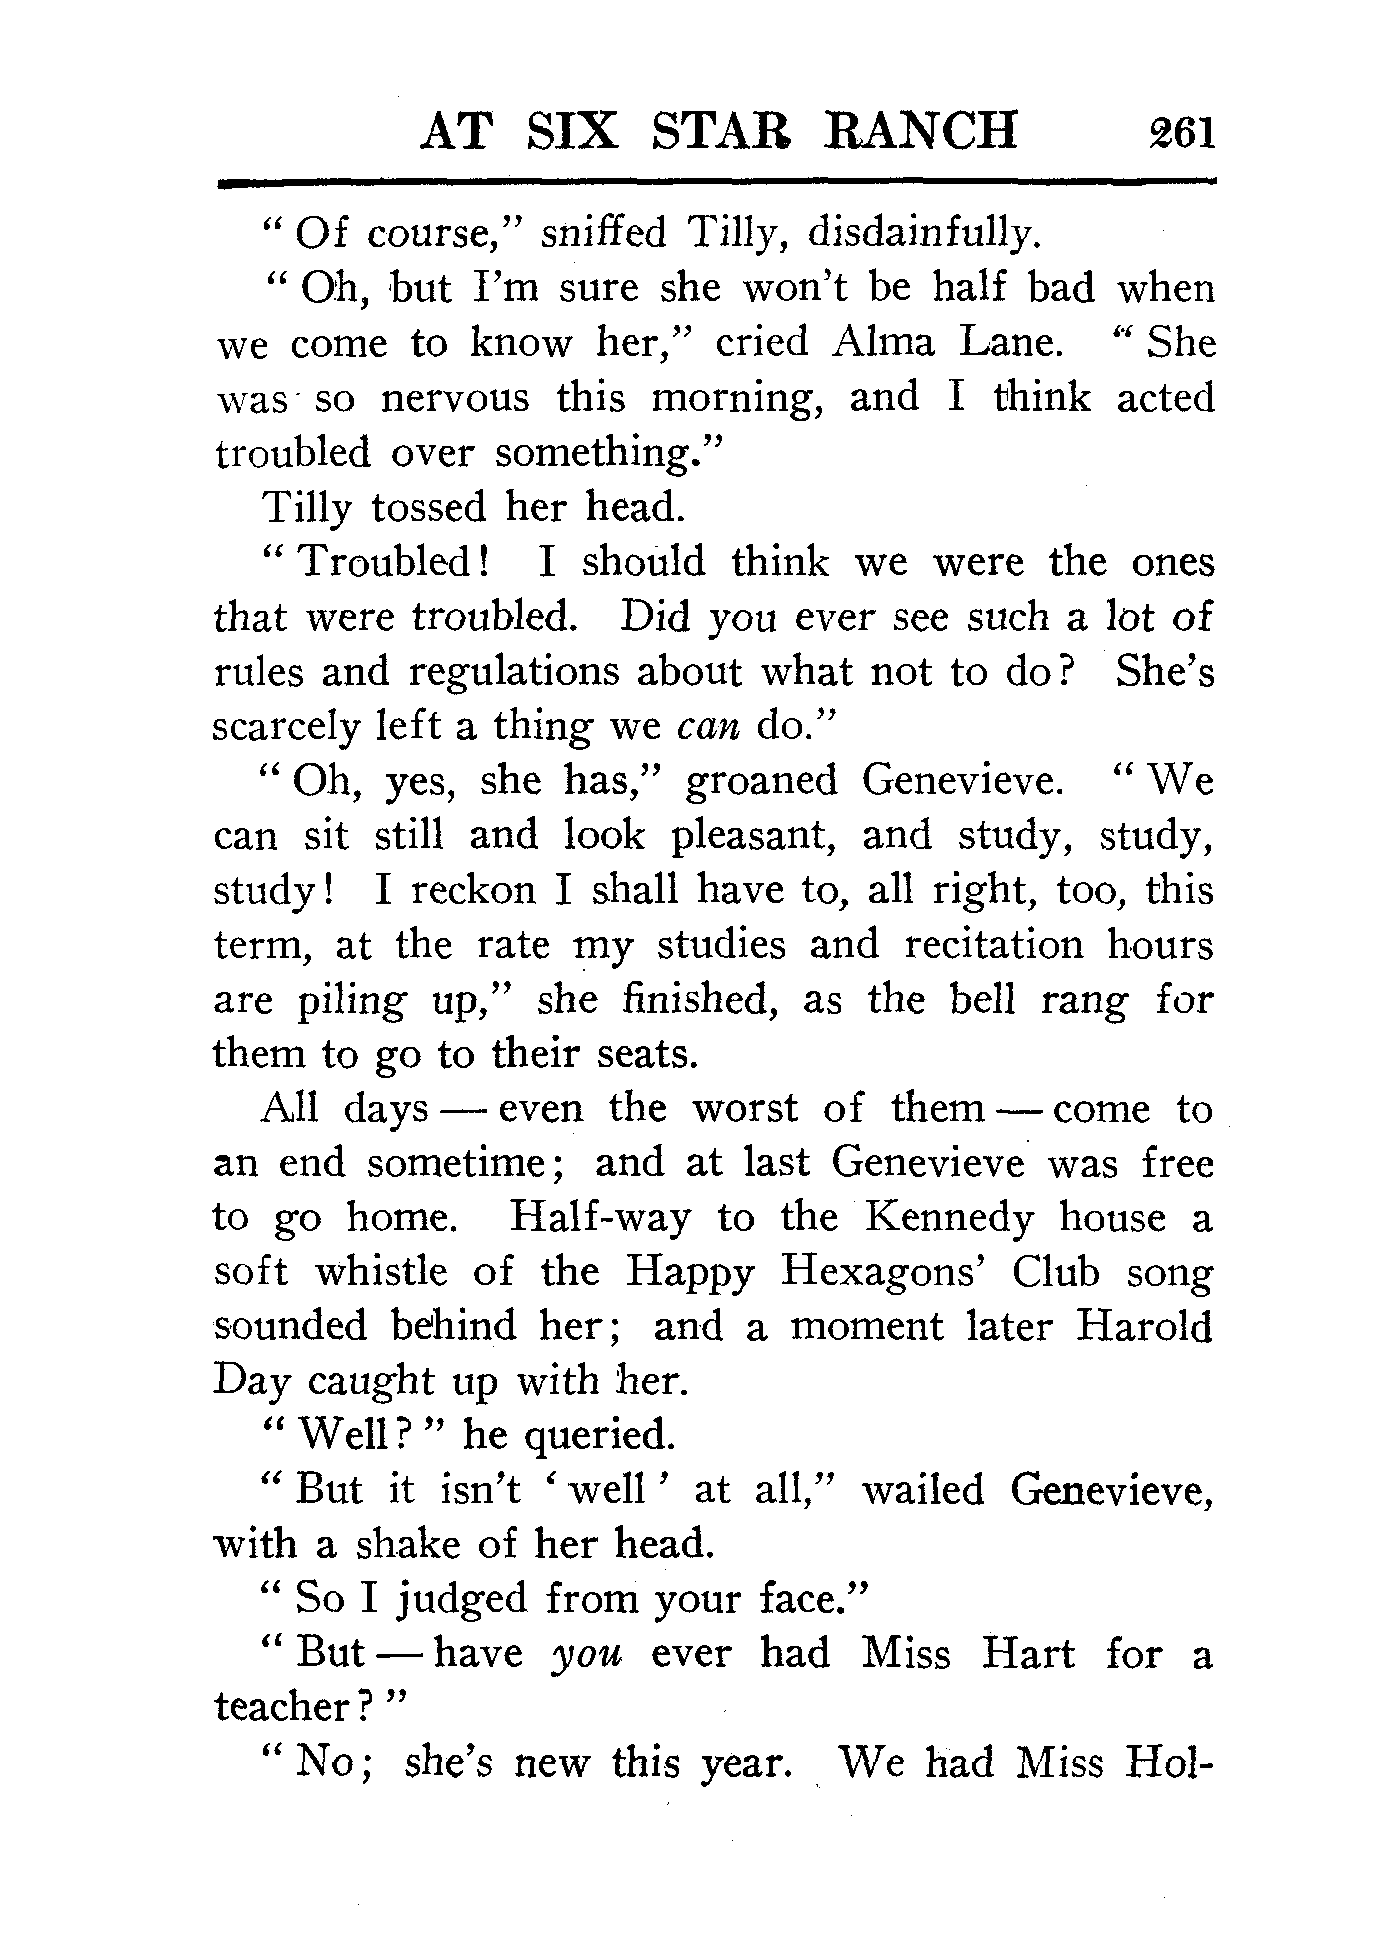 AT SIX STAR RANCH 261
“ Of course,” sniffed Tilly, disdainfully.
“ Oh, but I’m sure she won’t be half bad when
we come to know her,” cried Alma Lane. “ She
was so nervous this morning, and I think acted
troubled over something.”
Tilly tossed her head.
“ Troubled! I should think we were the ones
that were troubled. Did you ever see such a lot of
rules and regulations about what not to do? She’s
scarcely left a thing we can do.”
“ Oh, yes, she has,” groaned Genevieve. “ We
can sit still and look pleasant, and study, study,
study! I reckon I shall have to, all right, too, this
term, at the rate my studies and recitation hours
are piling up,” she finished, as the bell rang for
them to go to their seats.
All days — even the worst of them — come to
an end sometime; and at last Genevieve was free
to go home. Half-way to the Kennedy house a
soft whistle of the Happy Hexagons’ Club song
sounded behind her; and a moment later Harold
Day caught up with her.
“ Well? ” he queried.
“ But it isn’t ‘ well ’ at all,” wailed Genevieve,
with a shake of her head.
“ So I judged from your face.”
“ But — have you ever had Miss Hart for a
teacher? ”
“ No; she’s new this year. We had Miss Hol-